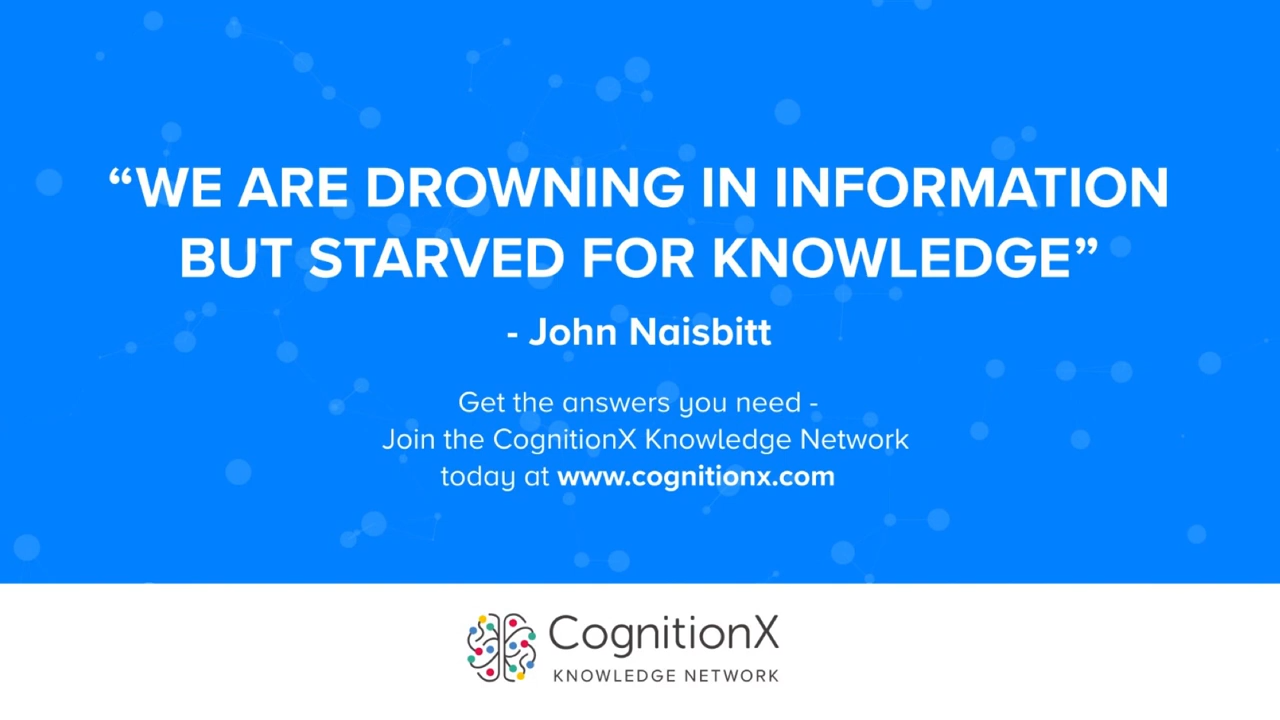 “WE ARE DROWNING IN INFORMATION
BUT STARVED FOR KNOWLEDGE”
- John Naisbitt
Get the answers you need -
Join the CognitionX Knowledge Network
today at www.cognitionx.com
CognitionX
KNOWLEDGE NETWORK